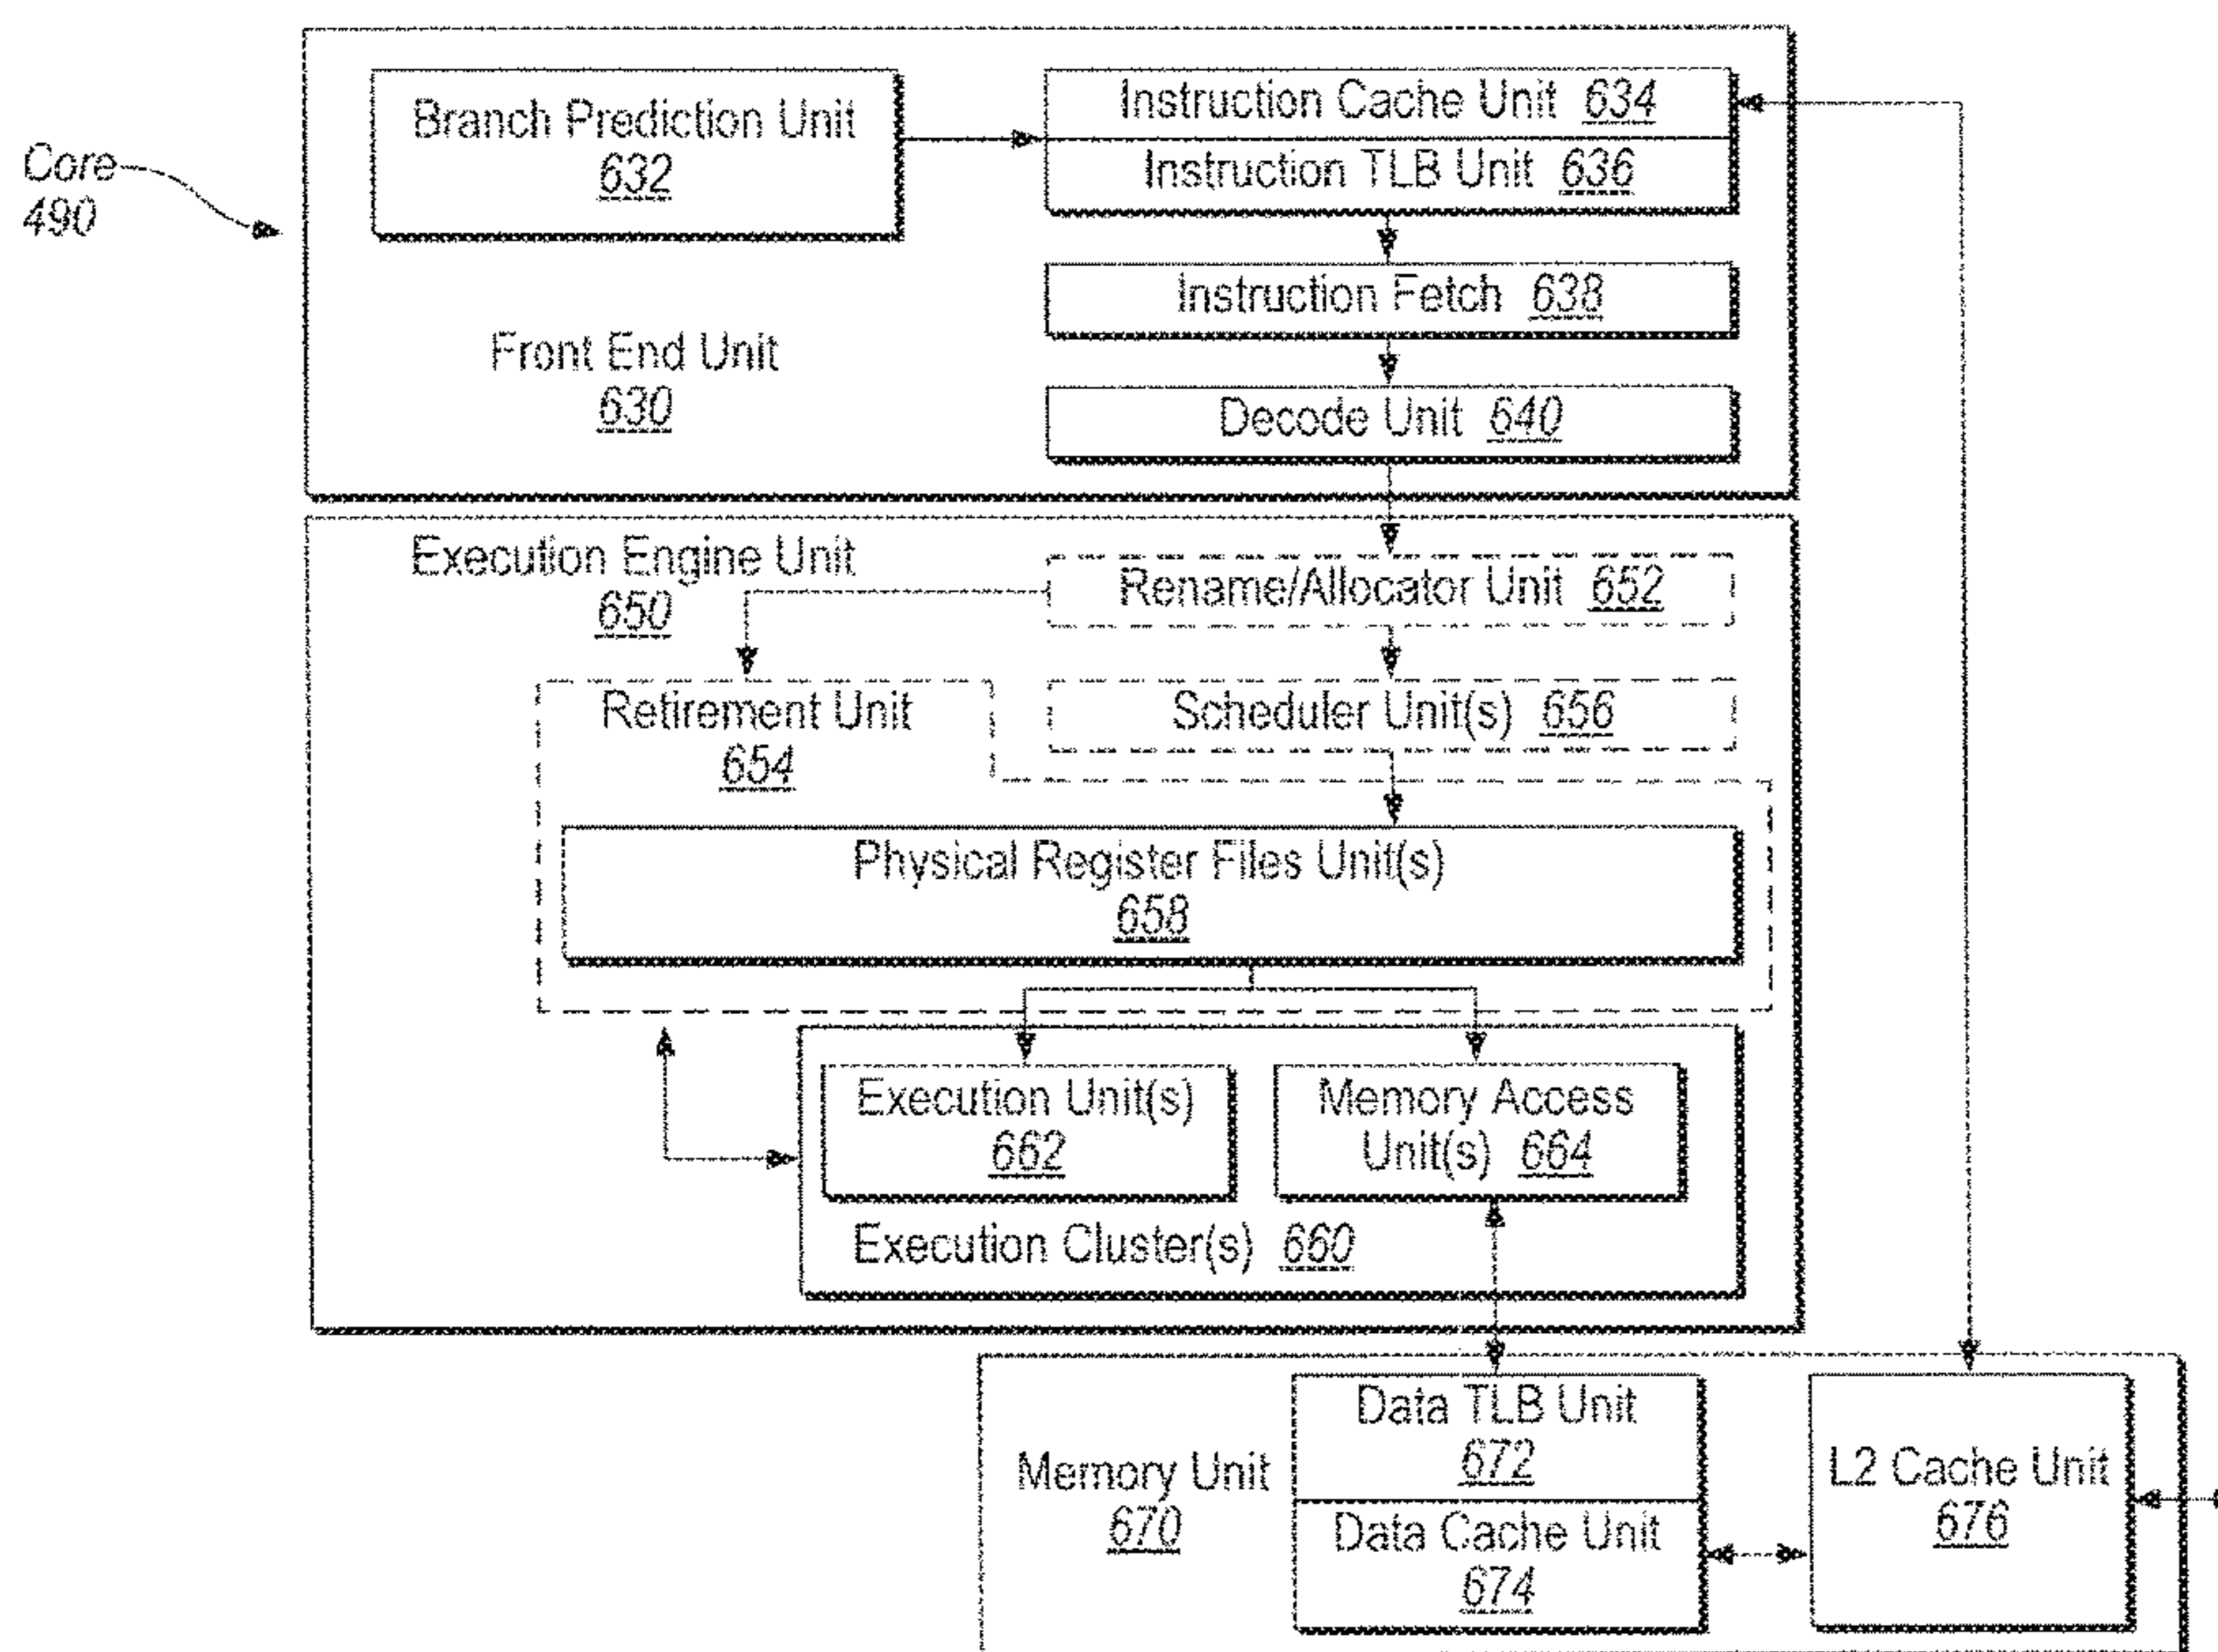 Core
490
Branch Prediction Unit
632
Instruction Cache Unit 634
Instruction TLB Unit 636
Instruction Fetch 638
Front End Unit
630
Decode Unit 640
Execution Engine Unit
650
Rename/Allocator Unit 652
Retirement Unit
654
Scheduler Unit(s) 656
Physical Register Files Unit(s)
658
Execution Unit(s)
662
Memory Access
Unit(s) 664
Execution Cluster(s) 660
Memory Unit
670
Data TLB Unit
672
Data Cache Unit
674
L2 Cache Unit
676